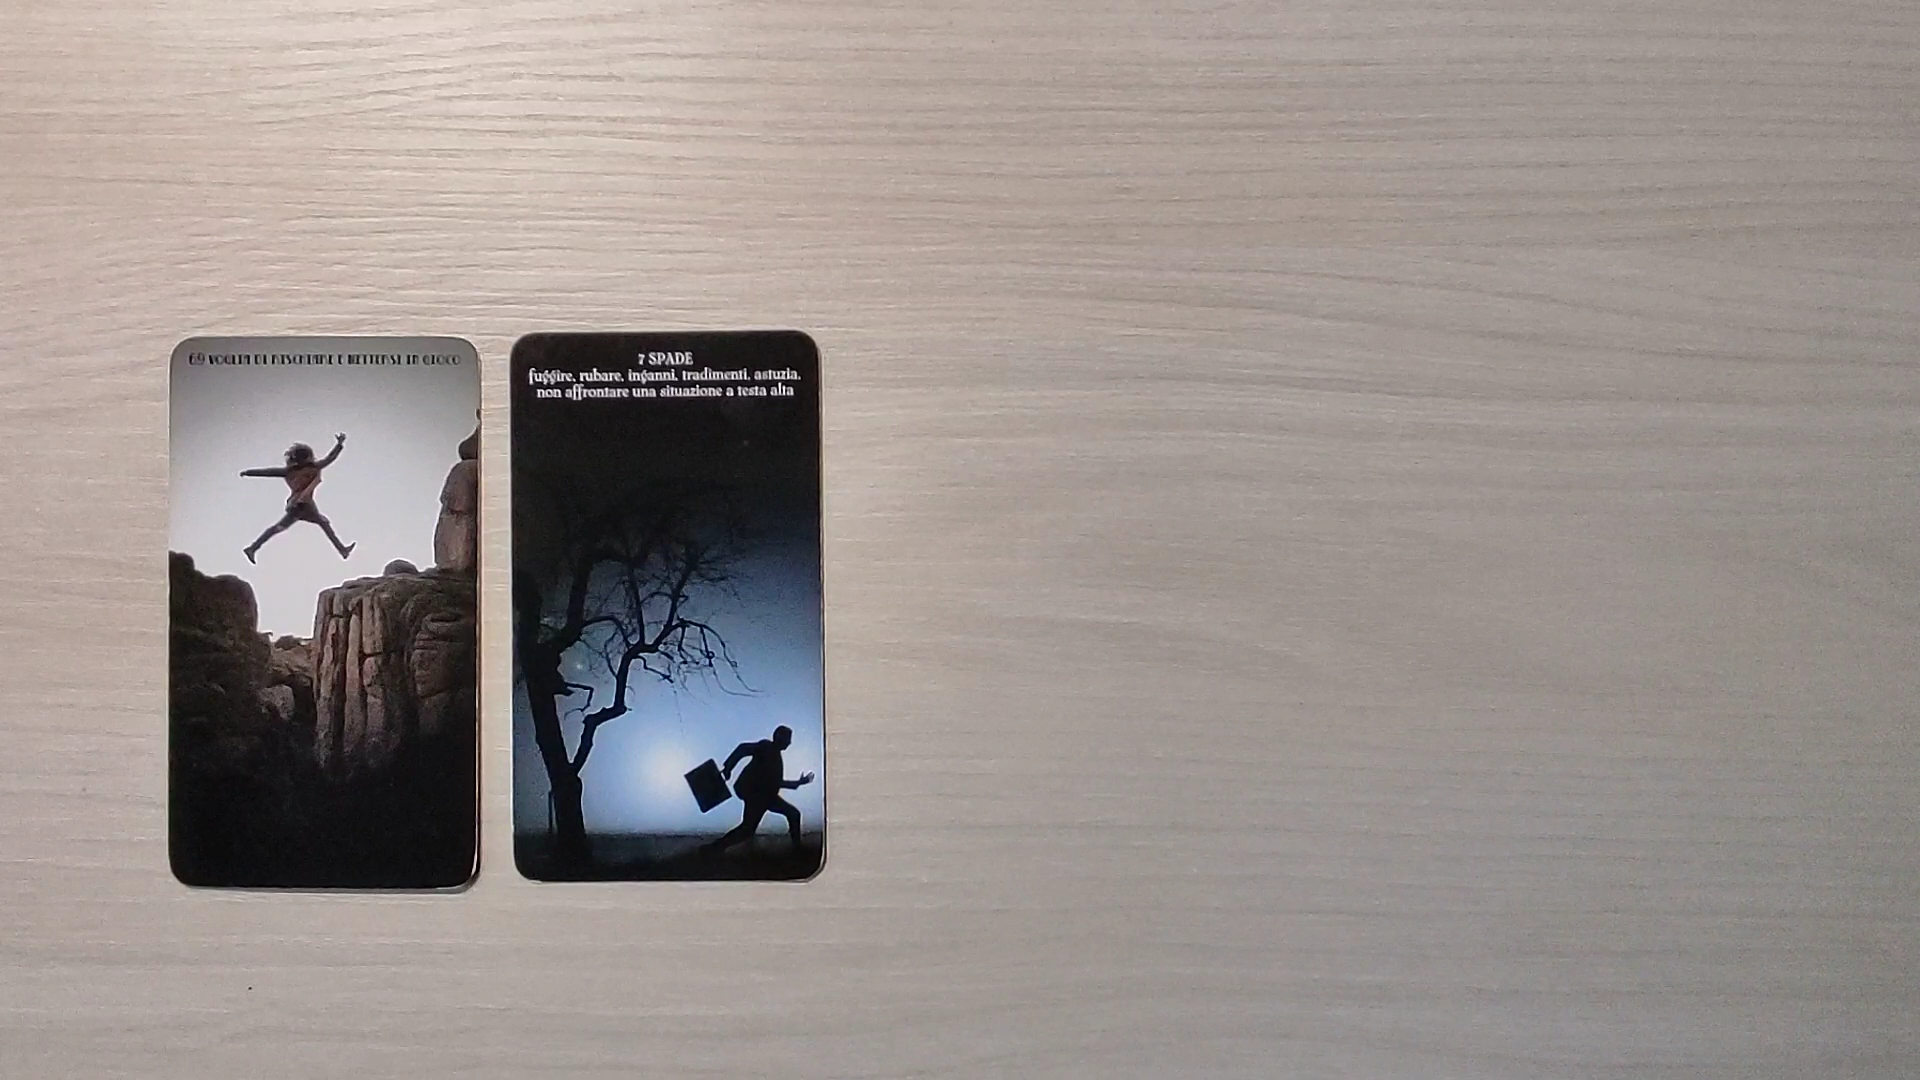 69 VOGLIA DI RISCHIARE E METTERSI IN GIOCO
7 SPADE
fuggire, rubare, inganni, tradimenti, astuzia,
non affrontare una situazione a testa alta